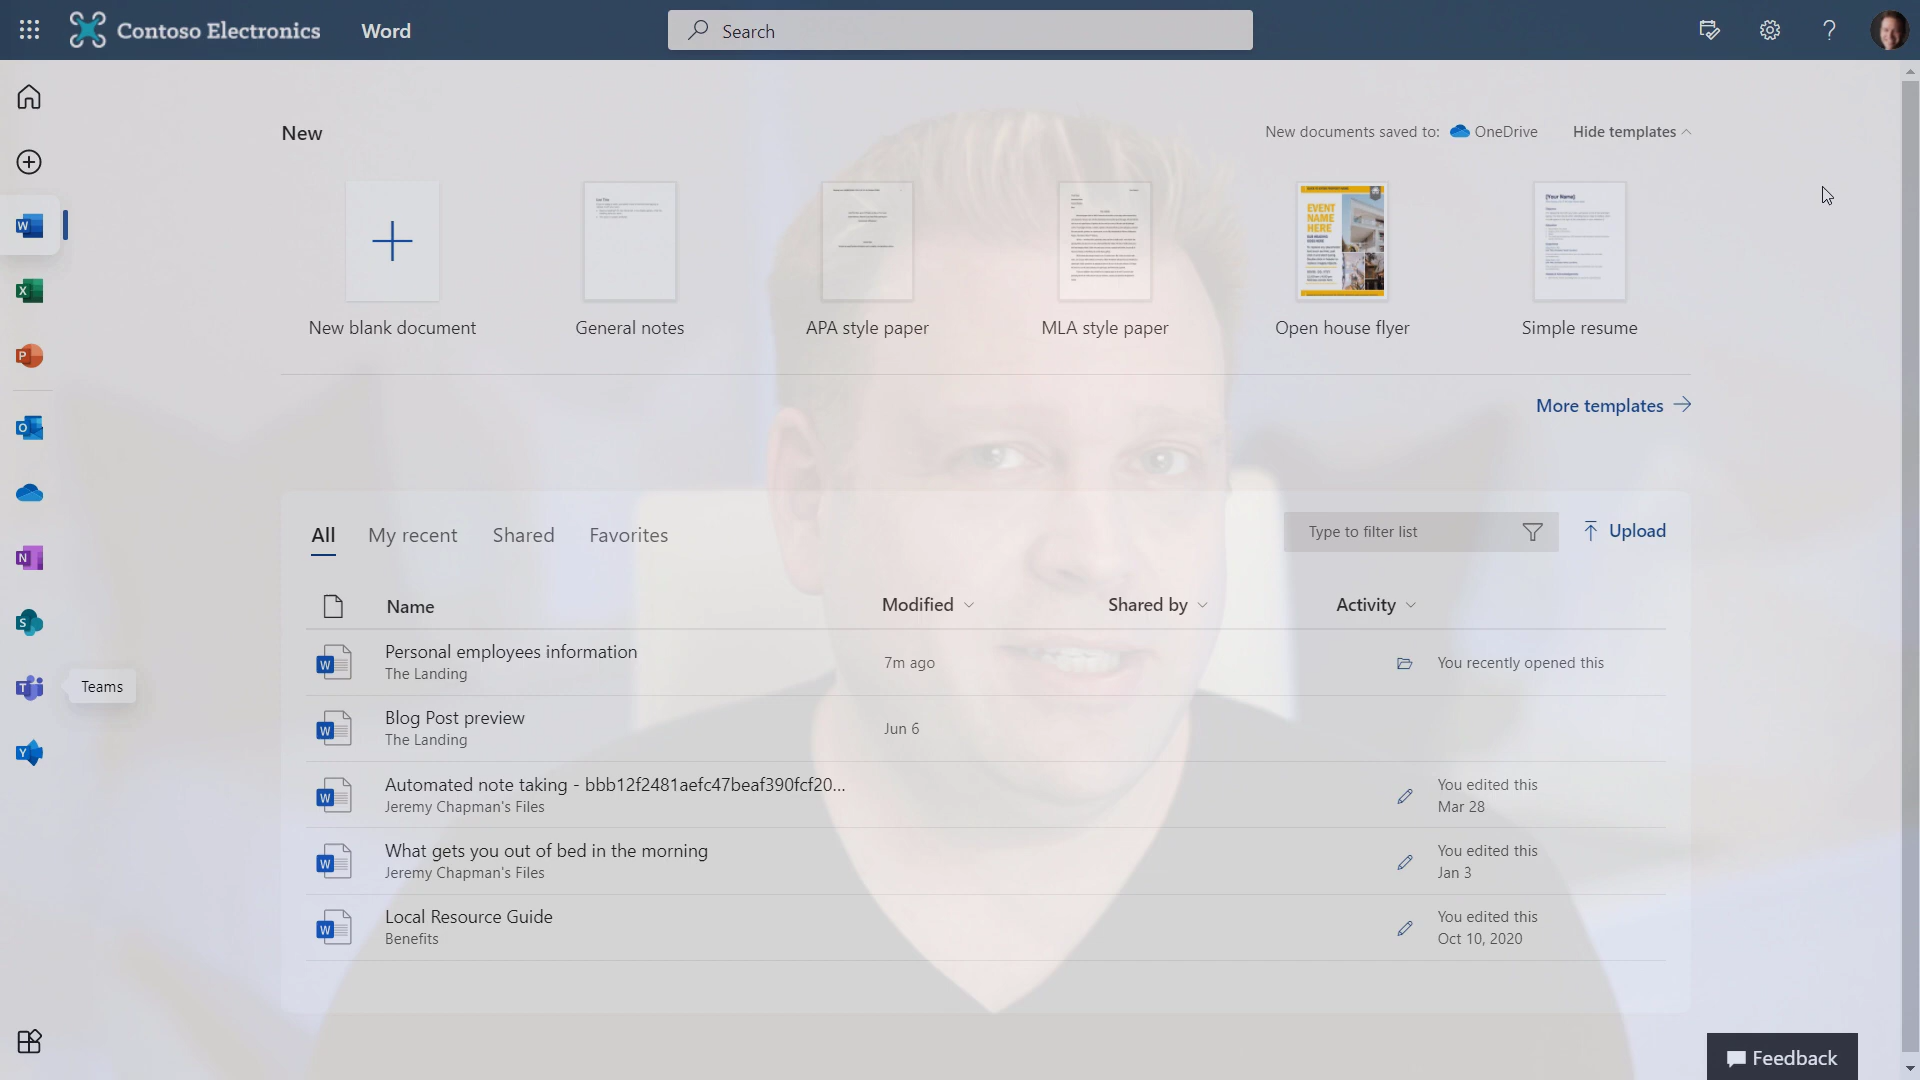 Contoso Electronics
Word
Search
New
New documents saved to: OneDrive
Hide templates
EVENT
NAME
HERE
[Your Name]
New blank document
General notes
APA style paper
MLA style paper
Open house flyer
Simple resume
More templates
All
My recent
Shared
Favorites
Type to filter list
Upload
Name
Modified
Shared by
Activity
Personal employees information
The Landing
7m ago
You recently opened this
Teams
Blog Post preview
The Landing
Jun 6
Automated note taking - bbb12f2481aefc47beaf390fcf20...
Jeremy Chapman's Files
You edited this
Mar 28
What gets you out of bed in the morning
Jeremy Chapman's Files
You edited this
Jan 3
Local Resource Guide
Benefits
You edited this
Oct 10, 2020
Feedback